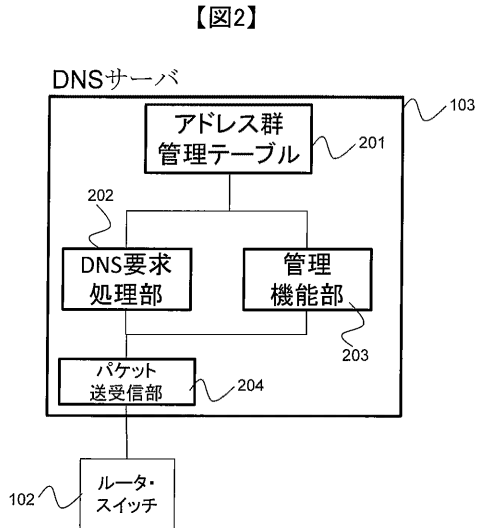 【図2】
DNSサーバ
103
アドレス群
管理テーブル
201
202
DNS要求
処理部
管理
機能部
203
パケット
送受信部
204
ルータ・
スイッチ
102